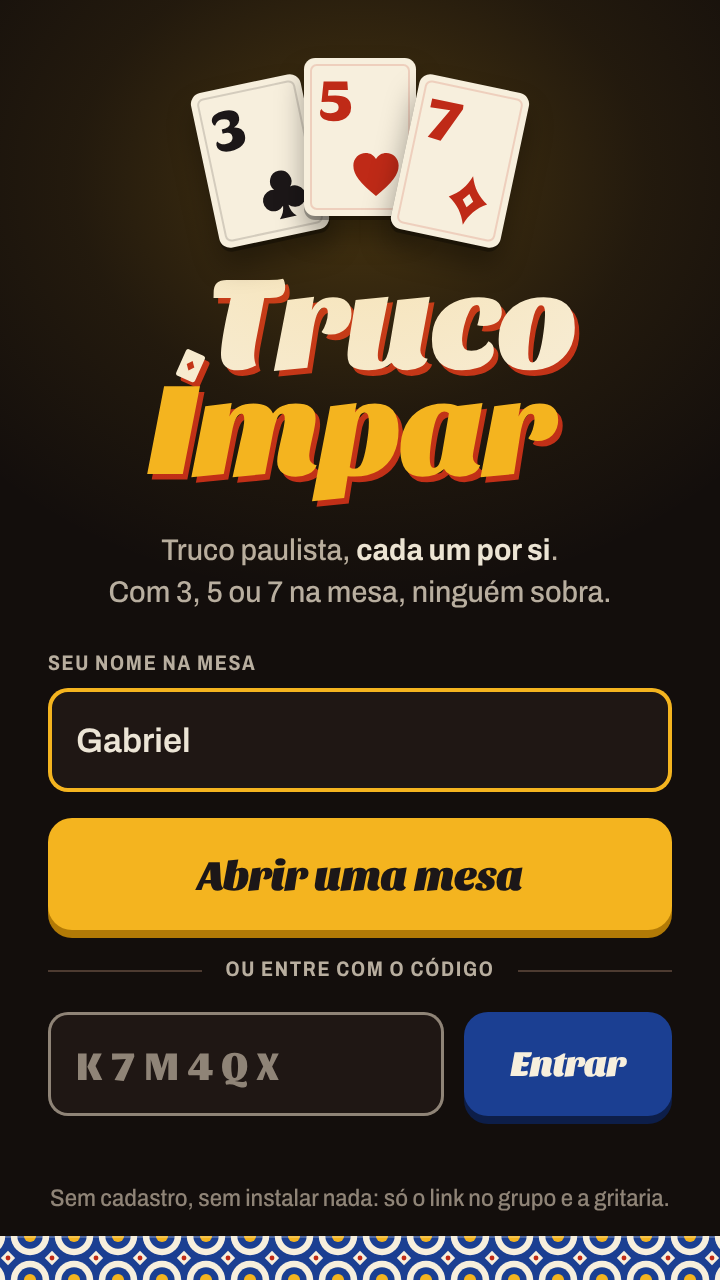 3
5
7
Truco
Ímpar
Truco paulista, cada um por si.
Com 3, 5 ou 7 na mesa, ninguém sobra.
SEU NOME NA MESA
Gabriel
Abrir uma mesa
OU ENTRE COM O CÓDIGO
K7M4QX
Entrar
Sem cadastro, sem instalar nada: só o link no grupo e a gritaria.